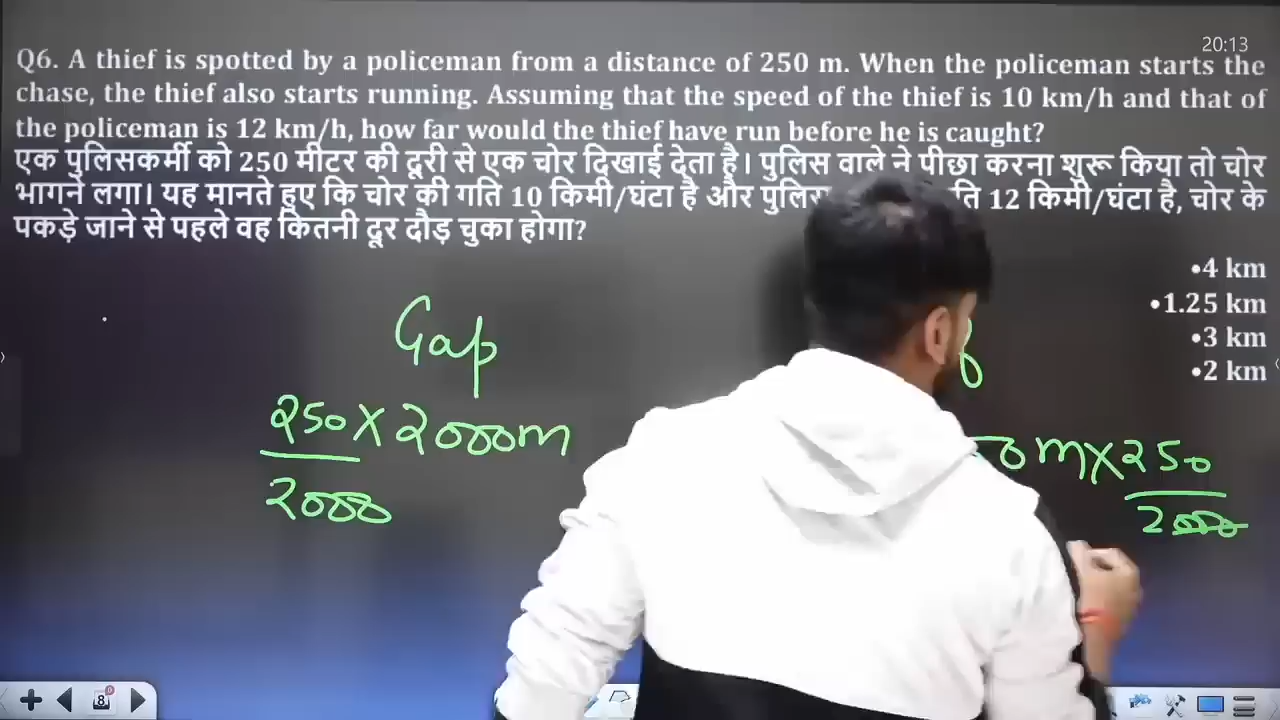 20:13
Q6. A thief is spotted by a policeman from a distance of 250 m. When the policeman starts the
chase, the thief also starts running. Assuming that the speed of the thief is 10 km/h and that of
the policeman is 12 km/h, how far would the thief have run before he is caught?
एक पुलिसकर्मी को 250 मीटर की दूरी से एक चोर दिखाई देता है। पुलिस वाले ने पीछा करना शुरू किया तो चोर
भागने लगा। यह मानते हुए कि चोर की गति 10 किमी/घंटा है और 12 किमी/घंटा है, चोर के
पकड़े जाने से पहले वह कितनी दूर दौड़ चुका होगा?
•4 km
•1.25 km
•3 km
•2 km
Gap
250 X 2000m
2000
m X 250
2000
8